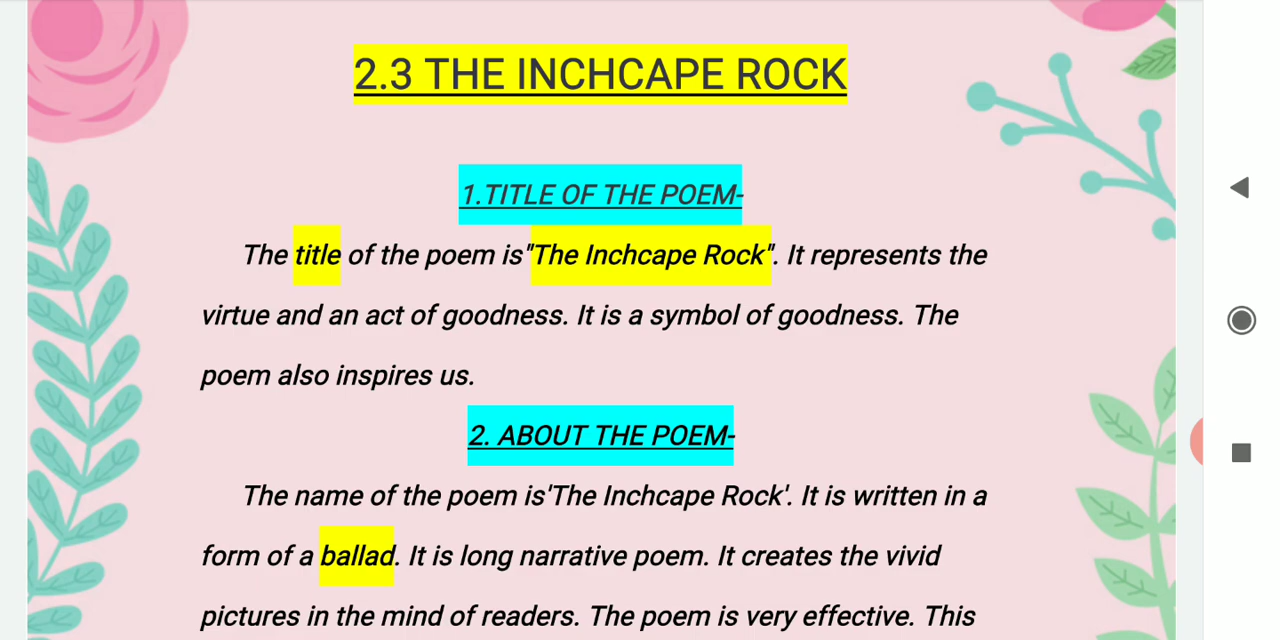 2.3 THE INCHCAPE ROCK
1.TITLE OF THE POEM-
The title of the poem is"The Inchcape Rock". It represents the
virtue and an act of goodness. It is a symbol of goodness. The
poem also inspires us.
2. ABOUT THE POEM-
The name of the poem is'The Inchcape Rock'. It is written in a
form of a ballad. It is long narrative poem. It creates the vivid
pictures in the mind of readers. The poem is very effective. This